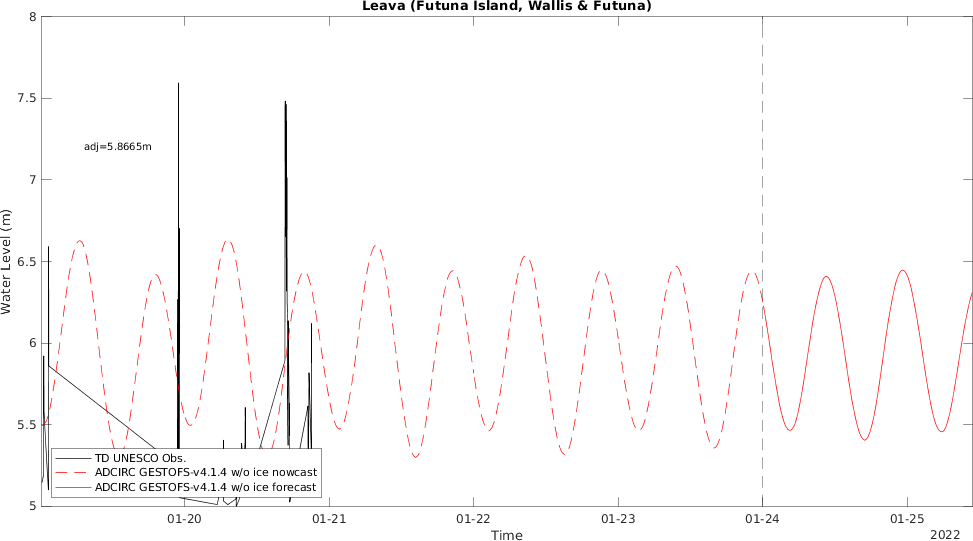 Leava (Futuna Island, Wallis & Futuna)
8
7.5
7
6.5
6
5.5
5
Water Level (m)
adj=5.8665m
TD UNESCO Obs.
ADCIRC GESTOFS-v4.1.4 w/o ice nowcast
ADCIRC GESTOFS-v4.1.4 w/o ice forecast
01-20
01-21
01-22
01-23
01-24
01-25
Time
2022